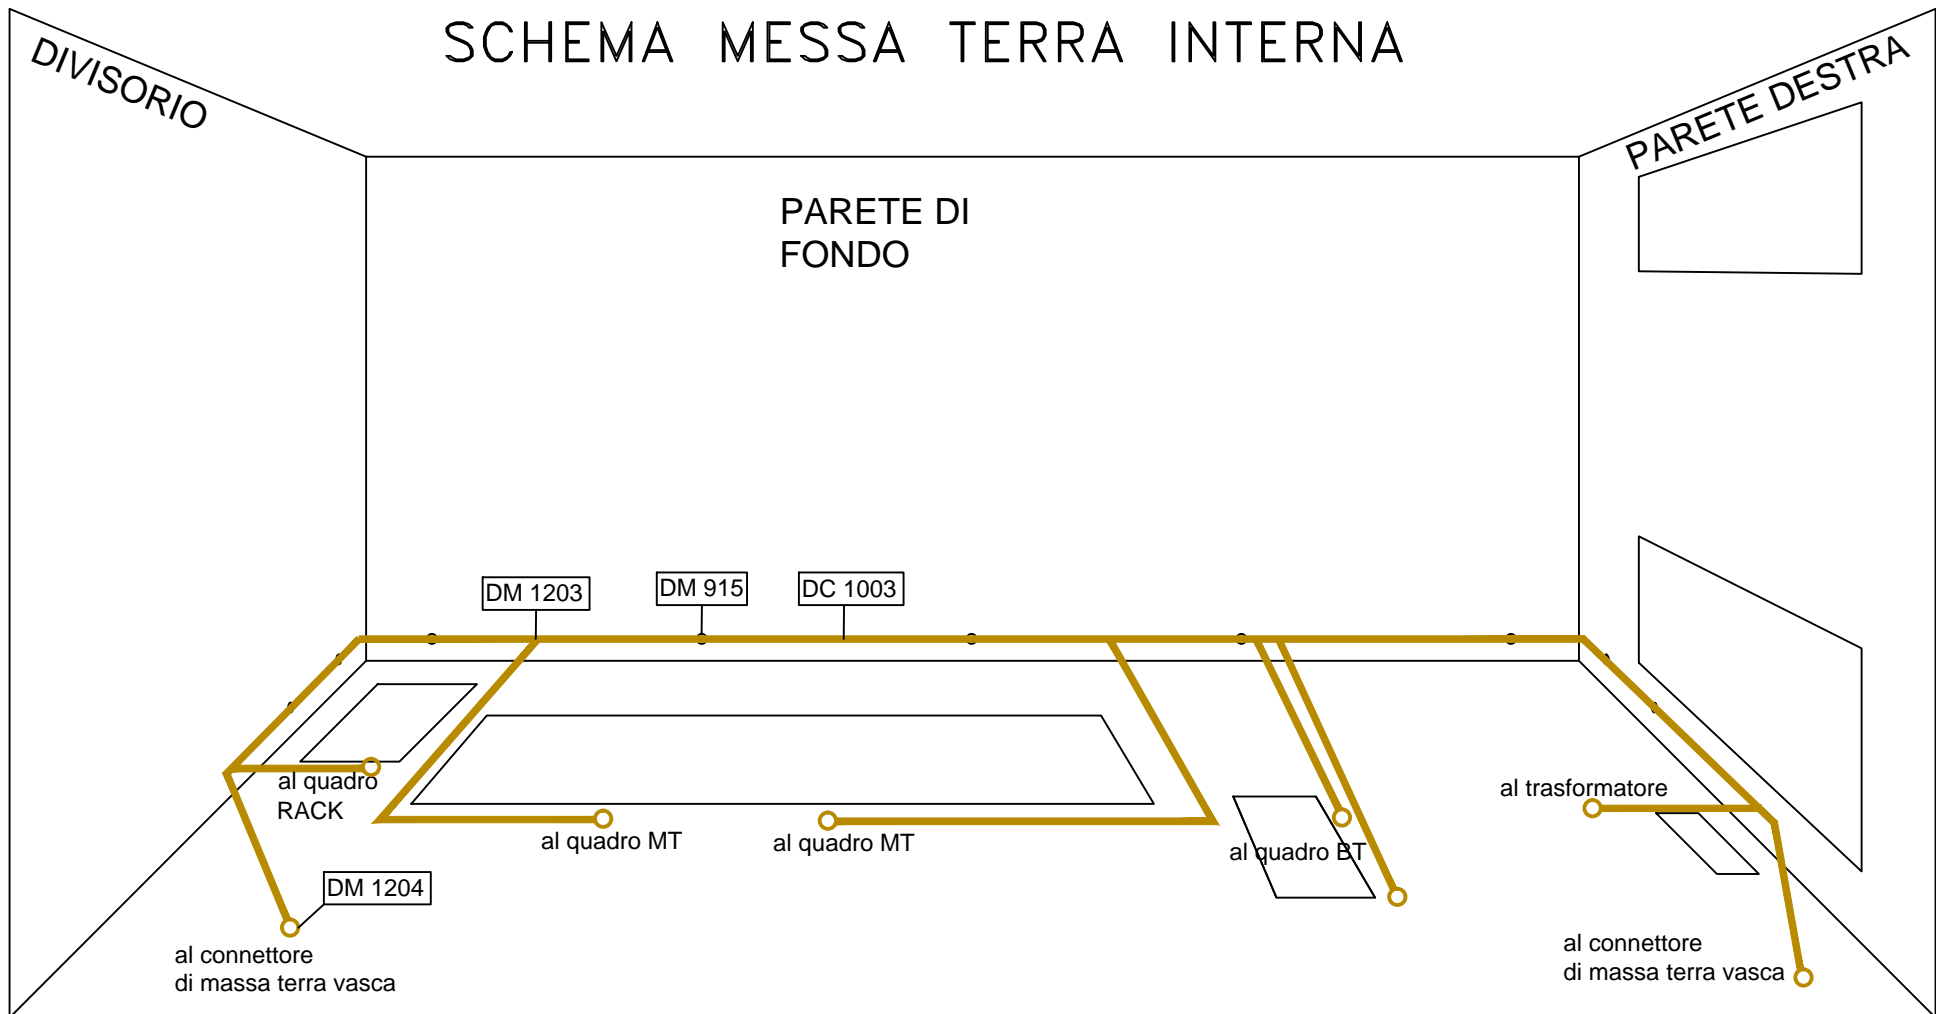 SCHEMA MESSA TERRA INTERNA
DIVISORIO
PARETE DESTRA
PARETE DI
FONDO
DM 1203
DM 915
DC 1003
al quadro
RACK
al quadro MT
al quadro MT
al quadro BT
al trasformatore
DM 1204
al connettore
di massa terra vasca
al connettore
di massa terra vasca